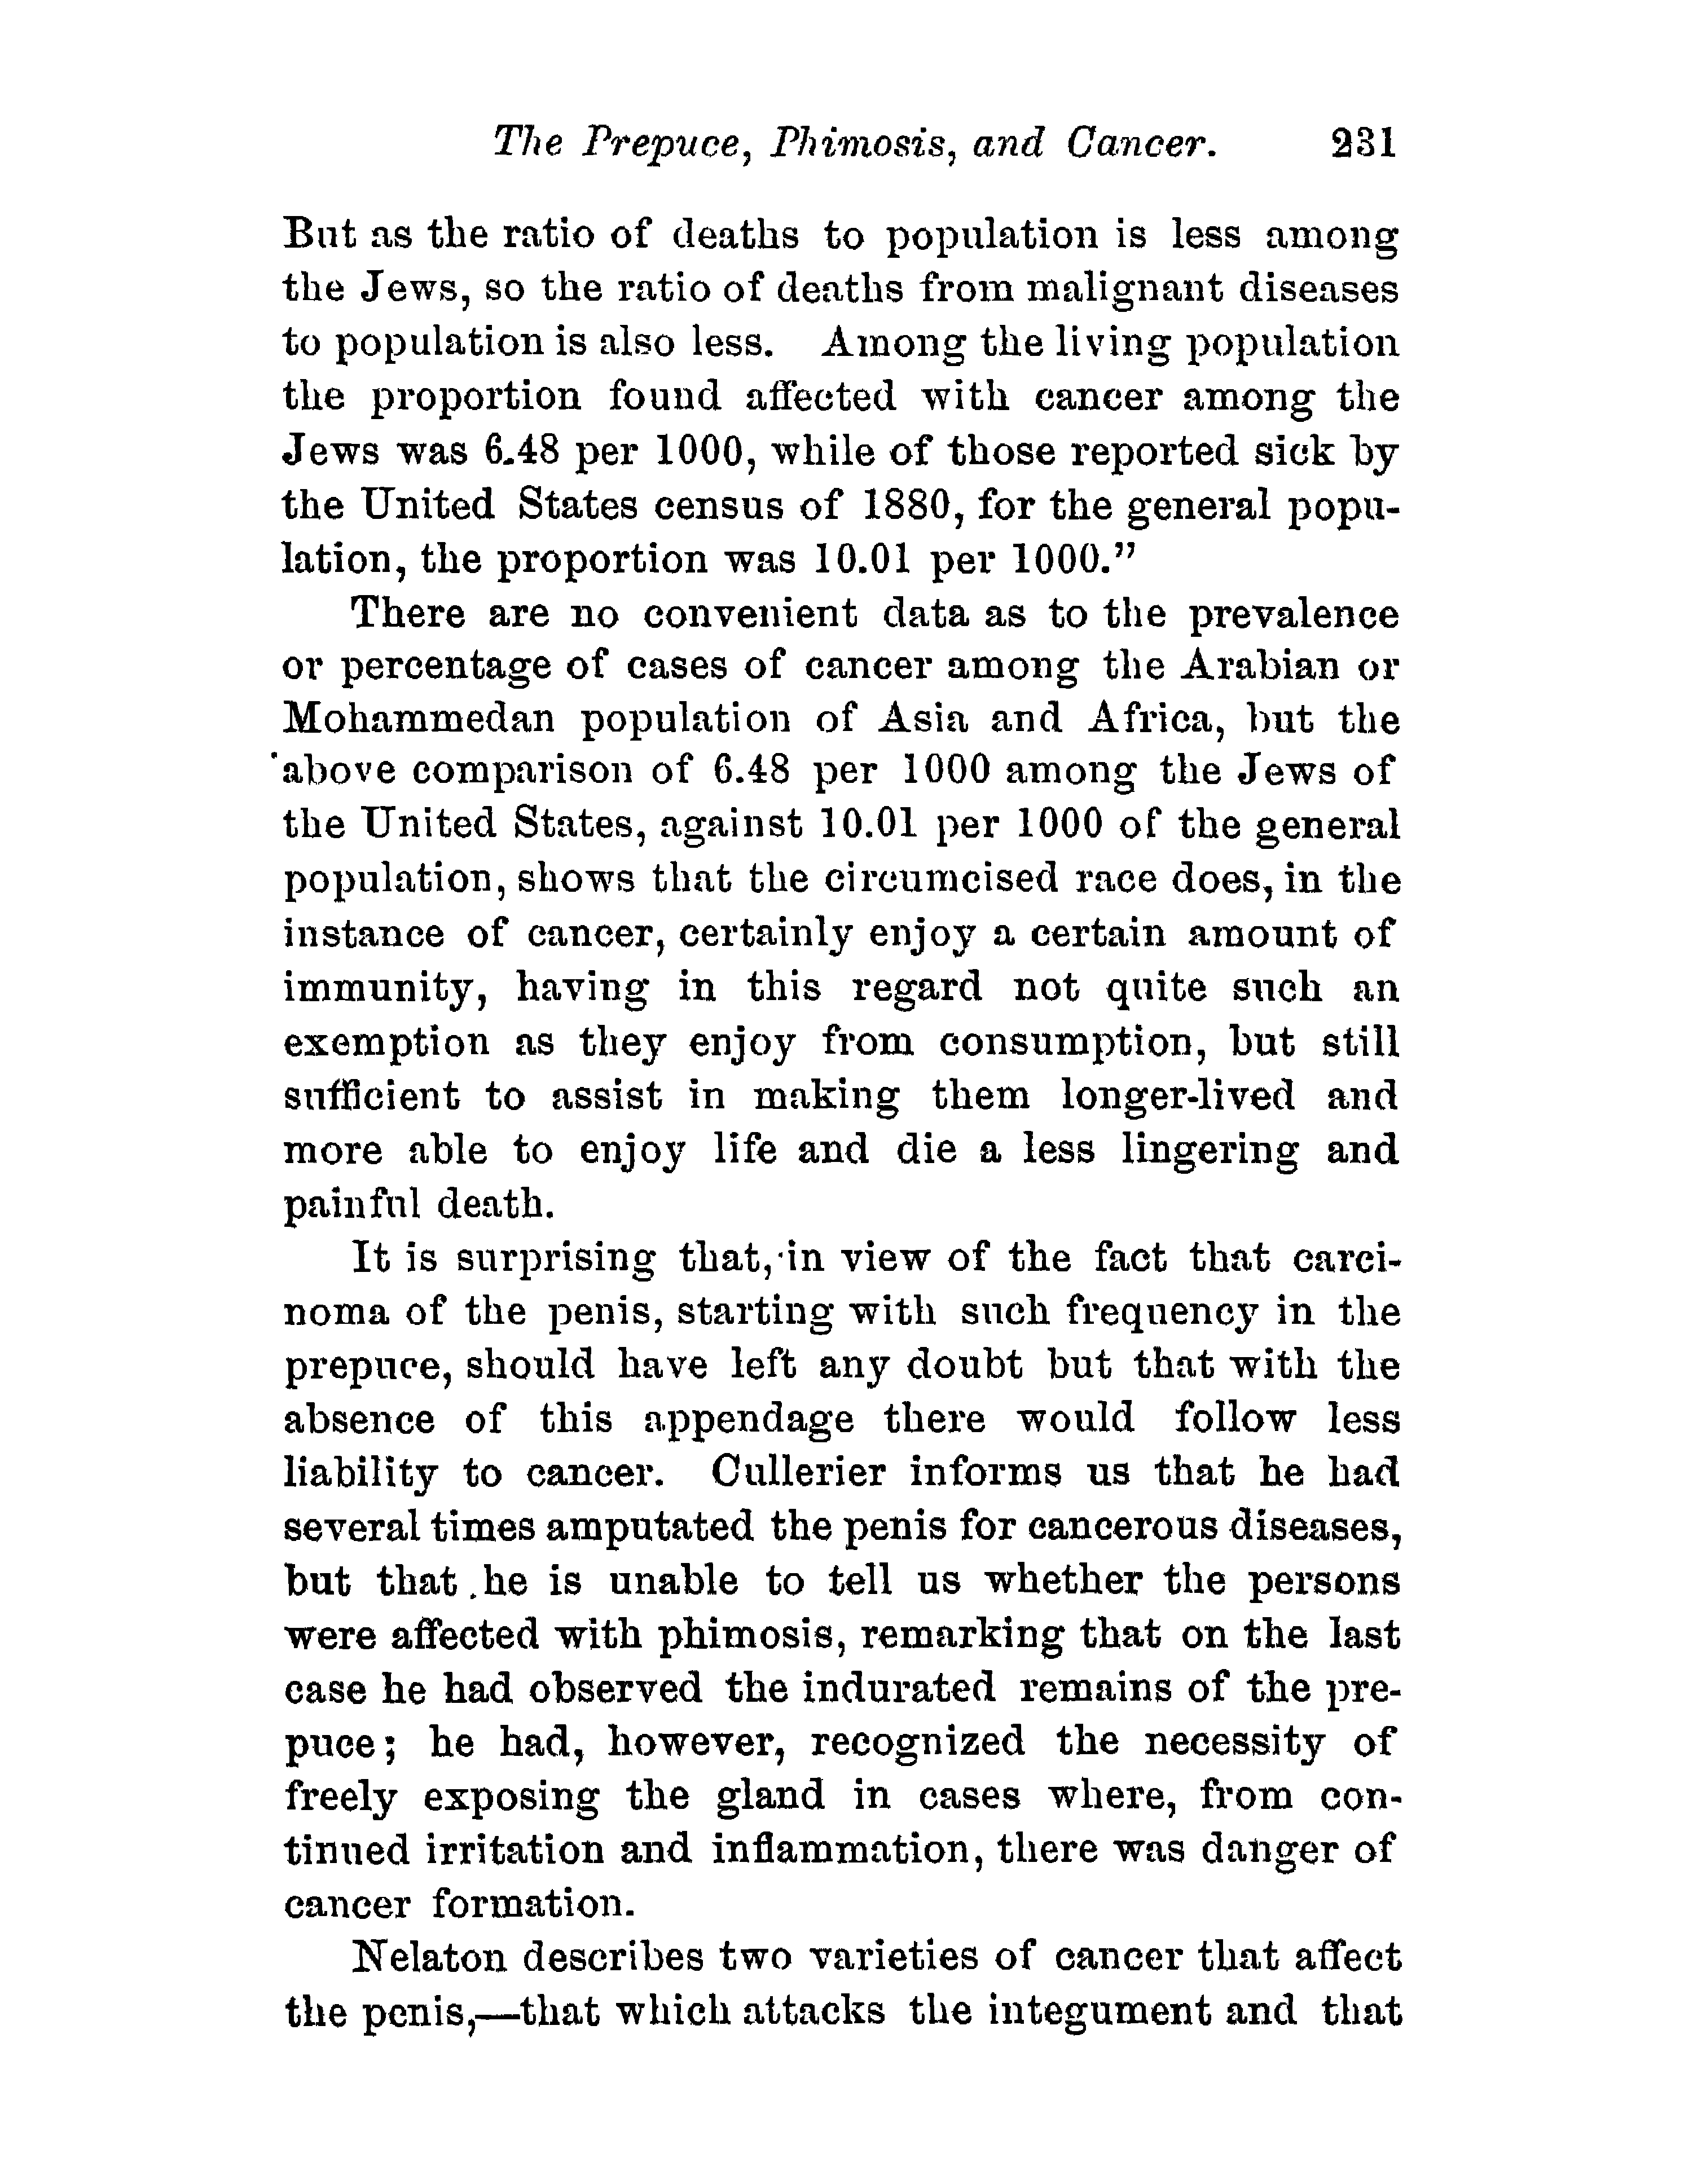 The Prepuce, Phimosis, and Cancer. 231
But as the ratio of deaths to population is less among
the Jews, so the ratio of deaths from malignant diseases
to population is also less. Among the living population
the proportion found affected with cancer among the
Jews was 6.48 per 1000, while of those reported sick by
the United States census of 1880, for the general popu-
lation, the proportion was 10.01 per 1000.”
There are no convenient data as to the prevalence
or percentage of cases of cancer among the Arabian or
Mohammedan population of Asia and Africa, but the
above comparison of 6.48 per 1000 among the Jews of
the United States, against 10.01 per 1000 of the general
population, shows that the circumcised race does, in the
instance of cancer, certainly enjoy a certain amount of
immunity, having in this regard not quite such an
exemption as they enjoy from consumption, but still
sufficient to assist in making them longer-lived and
more able to enjoy life and die a less lingering and
painful death.
It is surprising that, in view of the fact that carci-
noma of the penis, starting with such frequency in the
prepuce, should have left any doubt but that with the
absence of this appendage there would follow less
liability to cancer. Cullerier informs us that he had
several times amputated the penis for cancerous diseases,
but that he is unable to tell us whether the persons
were affected with phimosis, remarking that on the last
case he had observed the indurated remains of the pre-
puce; he had, however, recognized the necessity of
freely exposing the gland in cases where, from con-
tinued irritation and inflammation, there was danger of
cancer formation.
Nelaton describes two varieties of cancer that affect
the penis,—that which attacks the integument and that